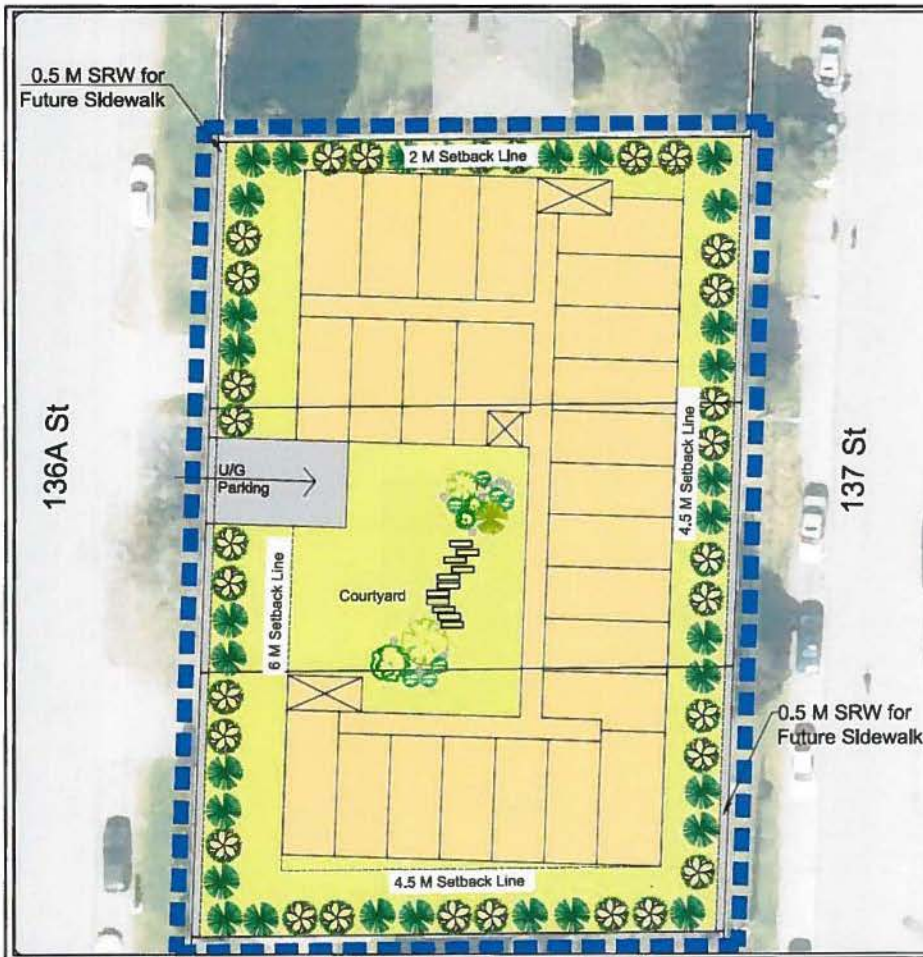 0.5 M SRW for
Future Sidewalk
2 M Setback Line
136A St
U/G
Parking
6 M Setback Line
Courtyard
4.5 M Setback Line
137 St
0.5 M SRW for
Future Sidewalk
4.5 M Setback Line